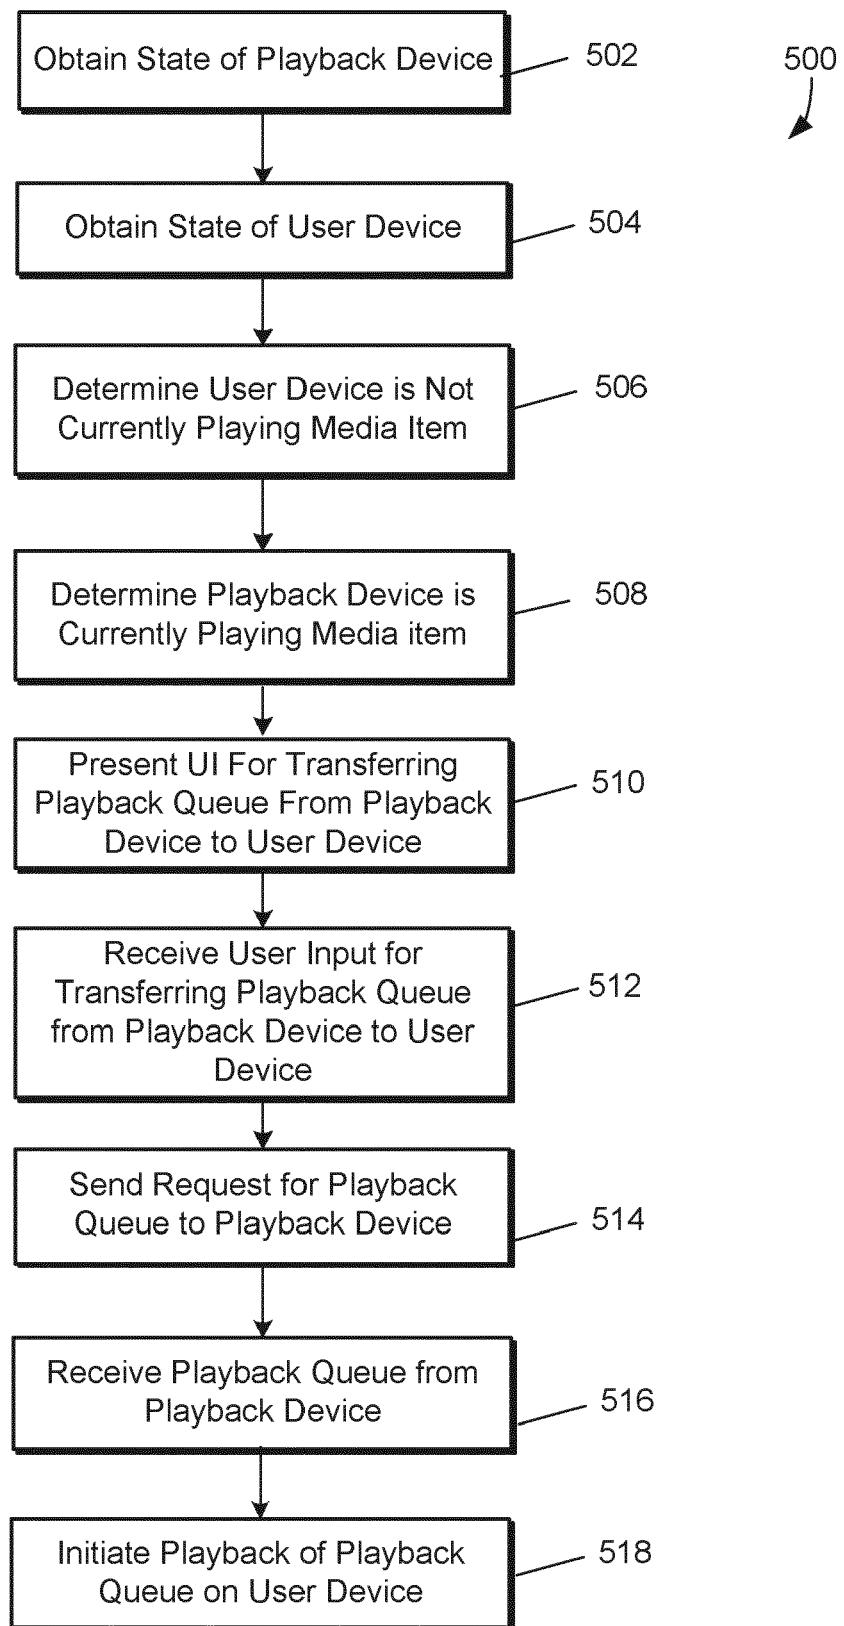 Obtain State of Playback Device
502
500
Obtain State of User Device
504
Determine User Device is Not
Currently Playing Media Item
506
Determine Playback Device is
Currently Playing Media item
508
Present UI For Transferring
Playback Queue From Playback
Device to User Device
510
Receive User Input for
Transferring Playback Queue
from Playback Device to User
Device
512
Send Request for Playback
Queue to Playback Device
514
Receive Playback Queue from
Playback Device
516
Initiate Playback of Playback
Queue on User Device
518